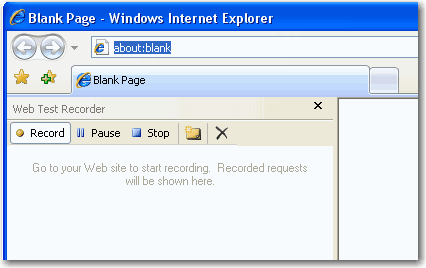 Blank Page - Windows Internet Explorer
about:blank
Blank Page
Web Test Recorder
Record Pause Stop
Go to your Web site to start recording. Recorded requests
will be shown here.